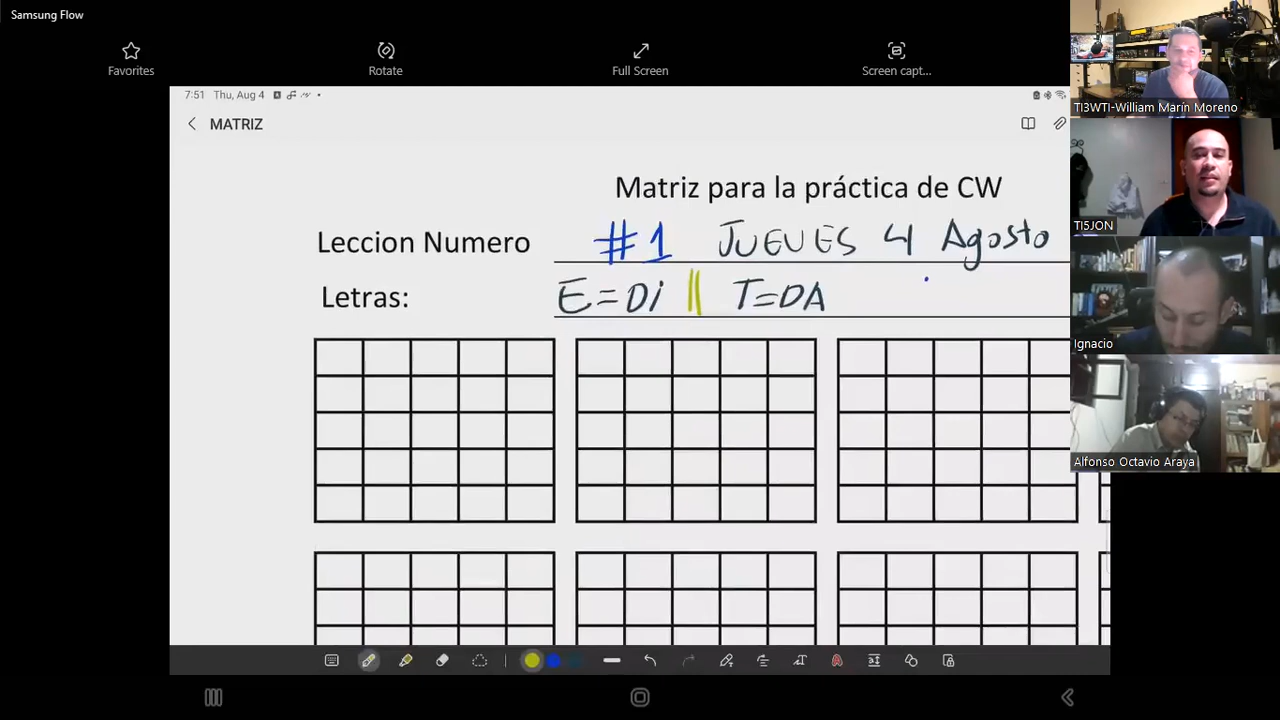 Samsung Flow
Favorites
Rotate
Full Screen
Screen capt...
7:51 Thu, Aug 4
MATRIZ
Matriz para la práctica de CW
Leccion Numero #1 JUEVES 4 Agosto
Letras: E=Di || T=DA
TI3WTI-William Marín Moreno
TI5JON
Ignacio
Alfonso Octavio Araya